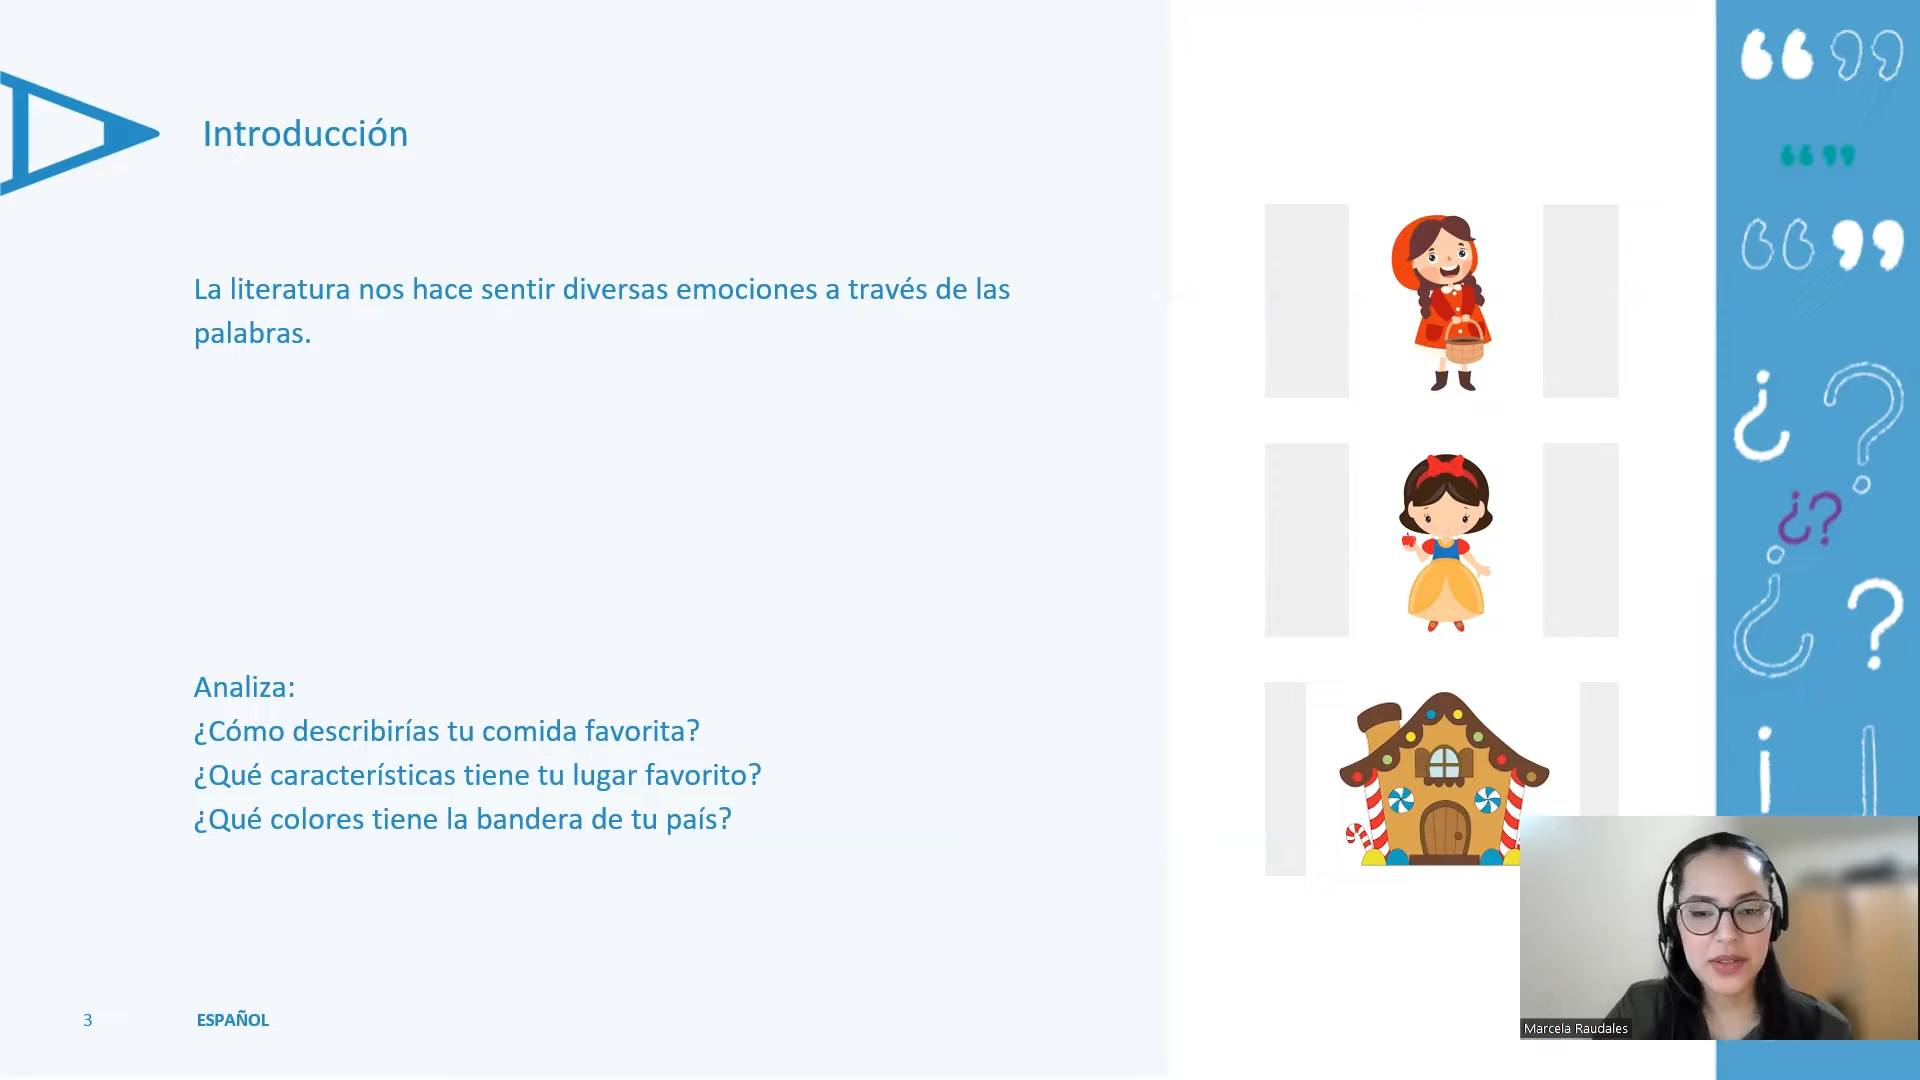 Introducción
La literatura nos hace sentir diversas emociones a través de las
palabras.
Analiza:
¿Cómo describirías tu comida favorita?
¿Qué características tiene tu lugar favorito?
¿Qué colores tiene la bandera de tu país?
3
ESPAÑOL
Marcela Raudales